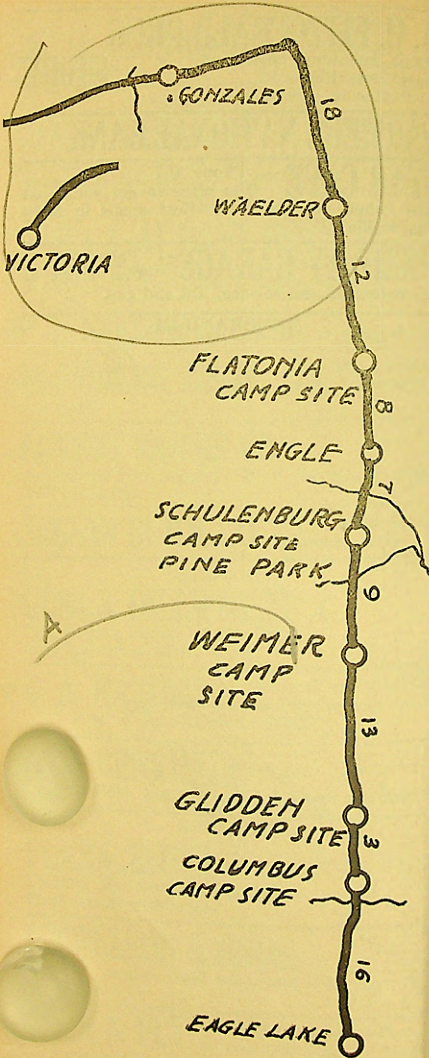 GONZALES
18
WAELDER
VICTORIA
12
FLATONIA
CAMP SITE
8
ENGLE
7
SCHULENBURG
CAMP SITE
PINE PARK
9
A
WEIMER
CAMP
SITE
13
GLIDDEN
CAMP SITE
3
COLUMBUS
CAMP SITE
16
EAGLE LAKE